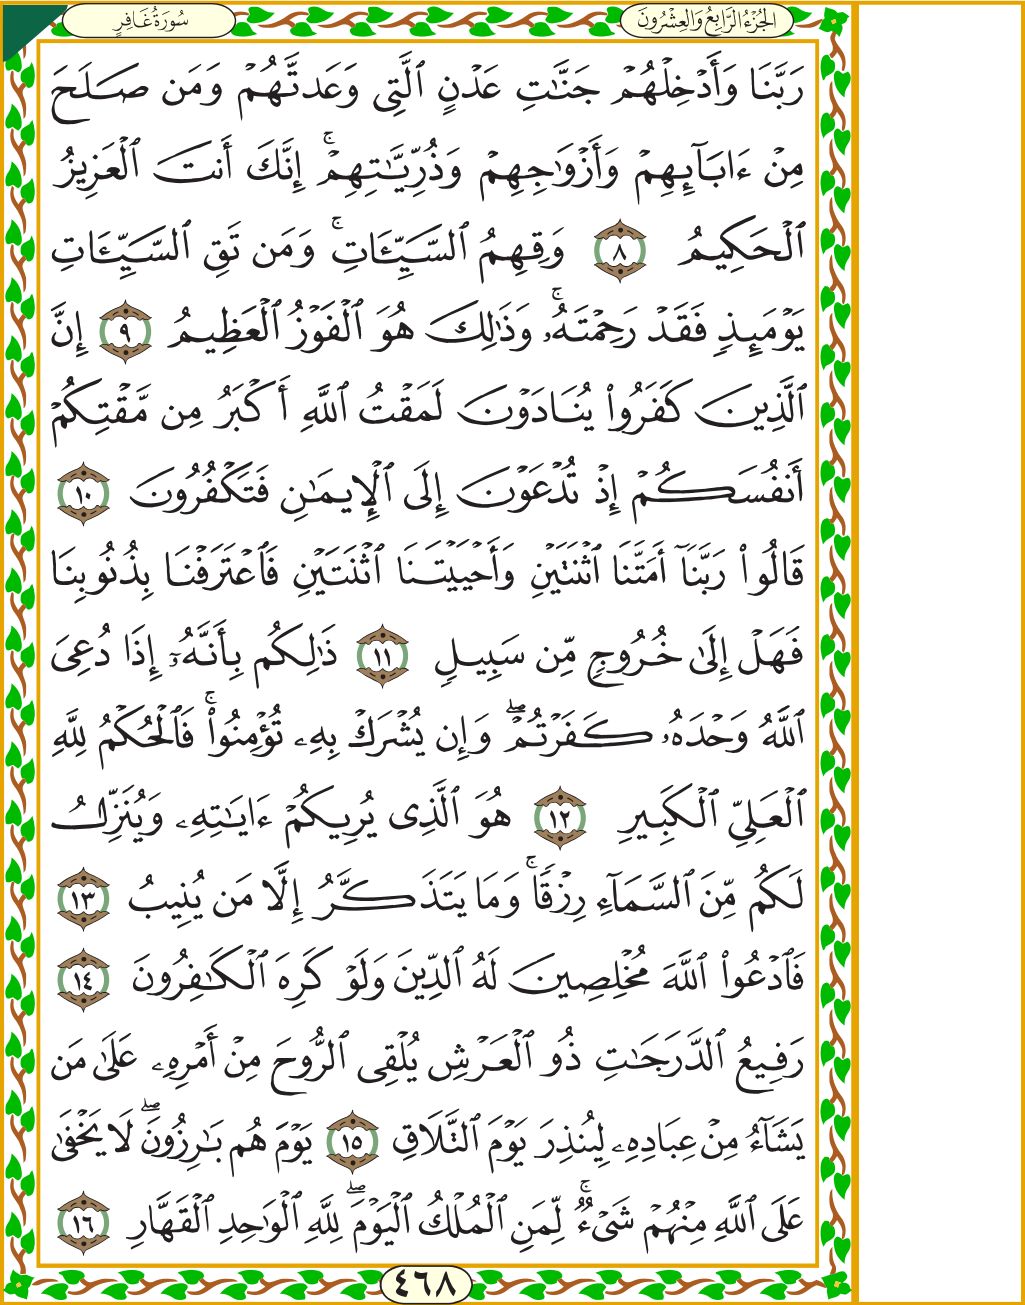 الجُزْءُ الرَّابِعُ وَالعِشْرُونَ
سُورَةُ غَافِرٍ
رَبَّنَا وَأَدۡخِلۡهُمۡ جَنَّٰتِ عَدۡنٍ ٱلَّتِي وَعَدتَّهُمۡ وَمَن صَلَحَ
مِنۡ ءَابَآئِهِمۡ وَأَزۡوَٰجِهِمۡ وَذُرِّيَّٰتِهِمۡۚ إِنَّكَ أَنتَ ٱلۡعَزِيزُ
ٱلۡحَكِيمُ ٨ وَقِهِمُ ٱلسَّيِّـَٔاتِۚ وَمَن تَقِ ٱلسَّيِّـَٔاتِ
يَوۡمَئِذٖ فَقَدۡ رَحِمۡتَهُۥۚ وَذَٰلِكَ هُوَ ٱلۡفَوۡزُ ٱلۡعَظِيمُ ٩ إِنَّ
ٱلَّذِينَ كَفَرُواْ يُنَادَوۡنَ لَمَقۡتُ ٱللَّهِ أَكۡبَرُ مِن مَّقۡتِكُمۡ
أَنفُسَكُمۡ إِذۡ تُدۡعَوۡنَ إِلَى ٱلۡإِيمَٰنِ فَتَكۡفُرُونَ ١٠
قَالُواْ رَبَّنَآ أَمَتَّنَا ٱثۡنَتَيۡنِ وَأَحۡيَيۡتَنَا ٱثۡنَتَيۡنِ فَٱعۡتَرَفۡنَا بِذُنُوبِنَا
فَهَلۡ إِلَىٰ خُرُوجٖ مِّن سَبِيلٖ ١١ ذَٰلِكُم بِأَنَّهُۥٓ إِذَا دُعِيَ
ٱللَّهُ وَحۡدَهُۥ كَفَرۡتُمۡ وَإِن يُشۡرَكۡ بِهِۦ تُؤۡمِنُواْۚ فَٱلۡحُكۡمُ لِلَّهِ
ٱلۡعَلِيِّ ٱلۡكَبِيرِ ١٢ هُوَ ٱلَّذِي يُرِيكُمۡ ءَايَٰتِهِۦ وَيُنَزِّلُ
لَكُم مِّنَ ٱلسَّمَآءِ رِزۡقٗاۚ وَمَا يَتَذَكَّرُ إِلَّا مَن يُنِيبُ ١٣
فَٱدۡعُواْ ٱللَّهَ مُخۡلِصِينَ لَهُ ٱلدِّينَ وَلَوۡ كَرِهَ ٱلۡكَٰفِرُونَ ١٤
رَفِيعُ ٱلدَّرَجَٰتِ ذُو ٱلۡعَرۡشِ يُلۡقِي ٱلرُّوحَ مِنۡ أَمۡرِهِۦ عَلَىٰ مَن
يَشَآءُ مِنۡ عِبَادِهِۦ لِيُنذِرَ يَوۡمَ ٱلتَّلَاقِ ١٥ يَوۡمَ هُم بَٰرِزُونَۖ لَا يَخۡفَىٰ
عَلَى ٱللَّهِ مِنۡهُمۡ شَيۡءٞۚ لِّمَنِ ٱلۡمُلۡكُ ٱلۡيَوۡمَۖ لِلَّهِ ٱلۡوَٰحِدِ ٱلۡقَهَّارِ ١٦
٤٦٨